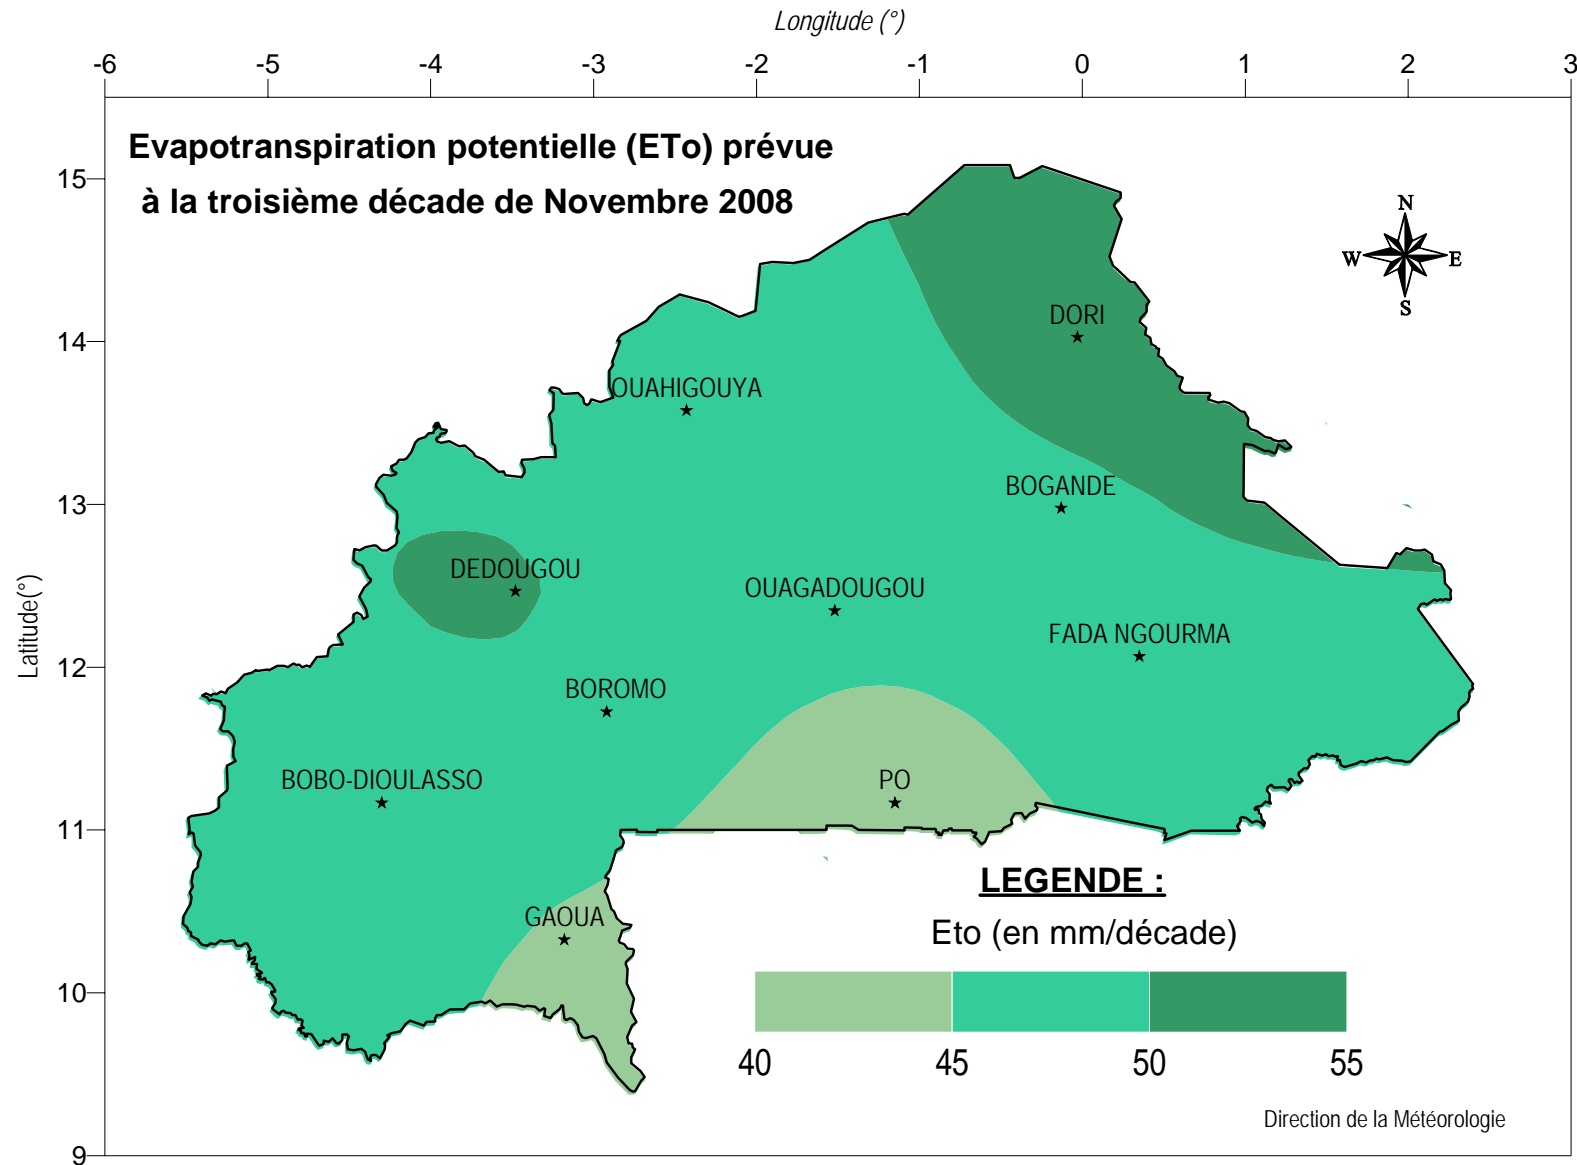 Longitude (°)
-6 -5 -4 -3 -2 -1 0 1 2 3
Evapotranspiration potentielle (ETo) prévue
à la troisième décade de Novembre 2008
15
N
W E
S
DORI
14
OUAHIGOUYA
BOGANDE
13
DEDOUGOU
OUAGADOUGOU
Latitude(°)
FADA NGOURMA
12
BOROMO
BOBO-DIOULASSO
PO
11
LEGENDE :
GAOUA
Eto (en mm/décade)
10
40 45 50 55
Direction de la Météorologie
9